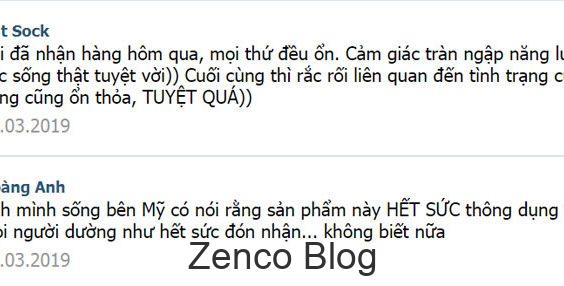 t Sock
i đã nhận hàng hôm qua, mọi thứ đều ổn. Cảm giác tràn ngập năng lư
c sống thật tuyệt vời)) Cuối cùng thì rắc rối liên quan đến tình trạng c
ng cũng ổn thỏa, TUYỆT QUÁ))
.03.2019
àng Anh
h mình sống bên Mỹ có nói rằng sản phẩm này HẾT SỨC thông dụng
ọi người dường như hết sức đón nhận... không biết nữa
.03.2019
Zenco Blog